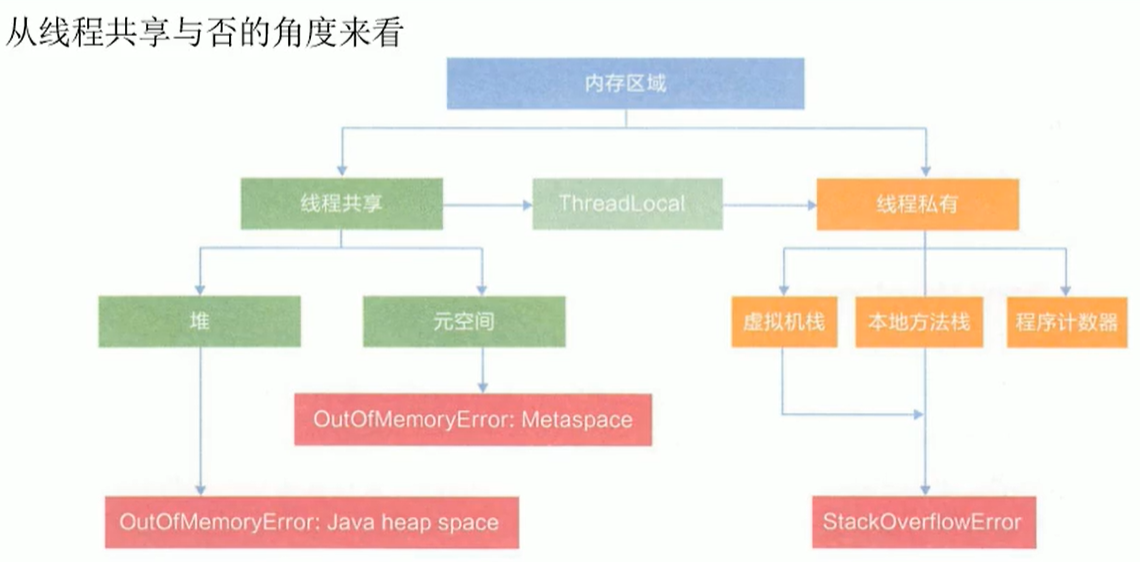 从线程共享与否的角度来看
内存区域
线程共享
ThreadLocal
线程私有
堆
元空间
虚拟机栈
本地方法栈
程序计数器
OutOfMemoryError: Metaspace
OutOfMemoryError: Java heap space
StackOverflowError